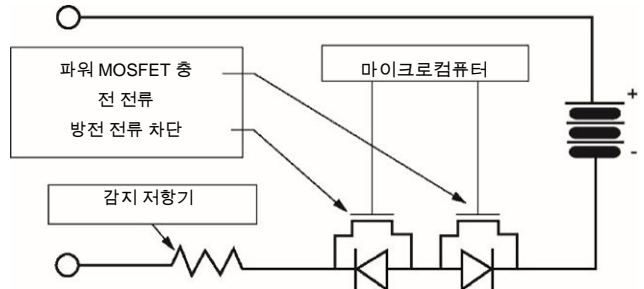 파워 MOSFET 충
전 전류
방전 전류 차단
마이크로컴퓨터
+
-
감지 저항기